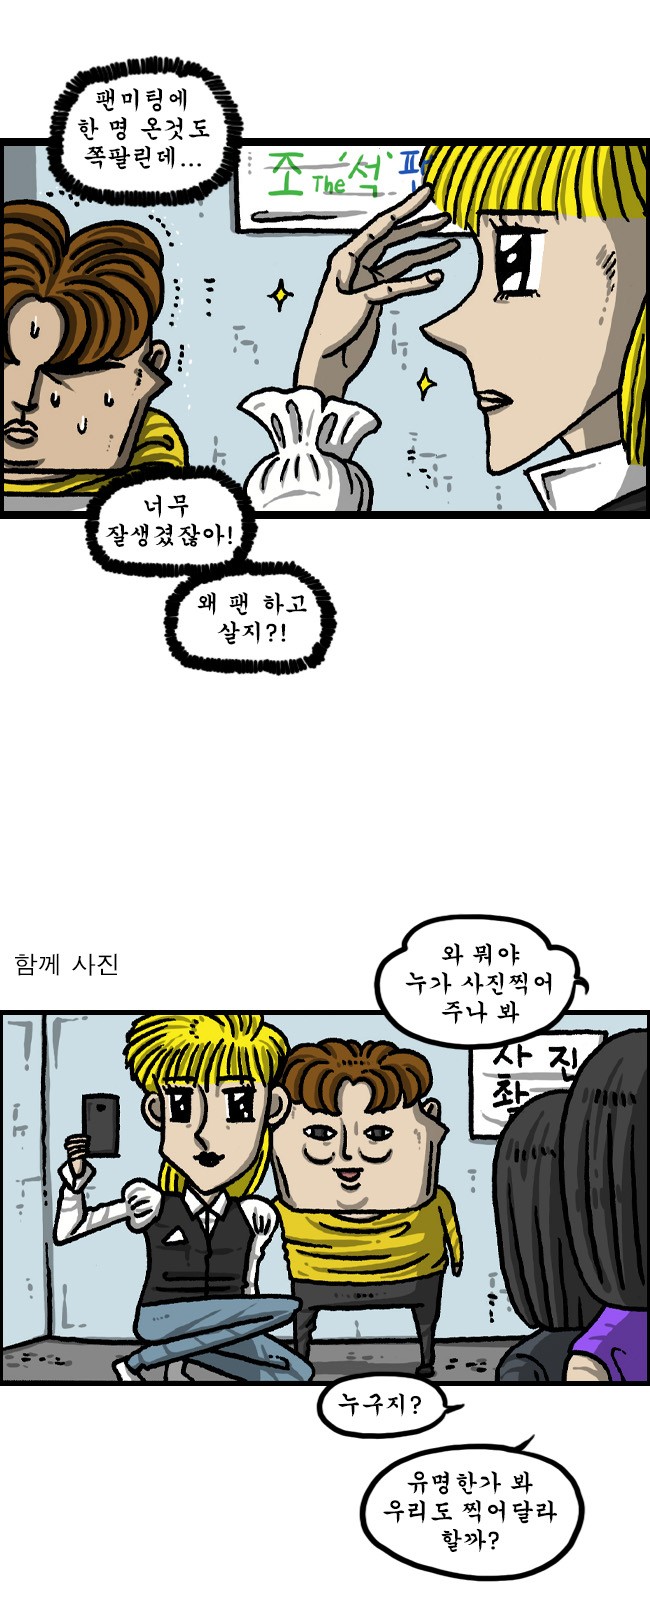 팬미팅에
한 명 온것도
쪽팔린데...
조 The '석' 팬
너무
잘생겼잖아!
왜 팬 하고
살지?!
함께 사진
와 뭐야
누가 사진찍어
주나 봐
사 진
촬
누구지?
유명한가 봐
우리도 찍어달라
할까?